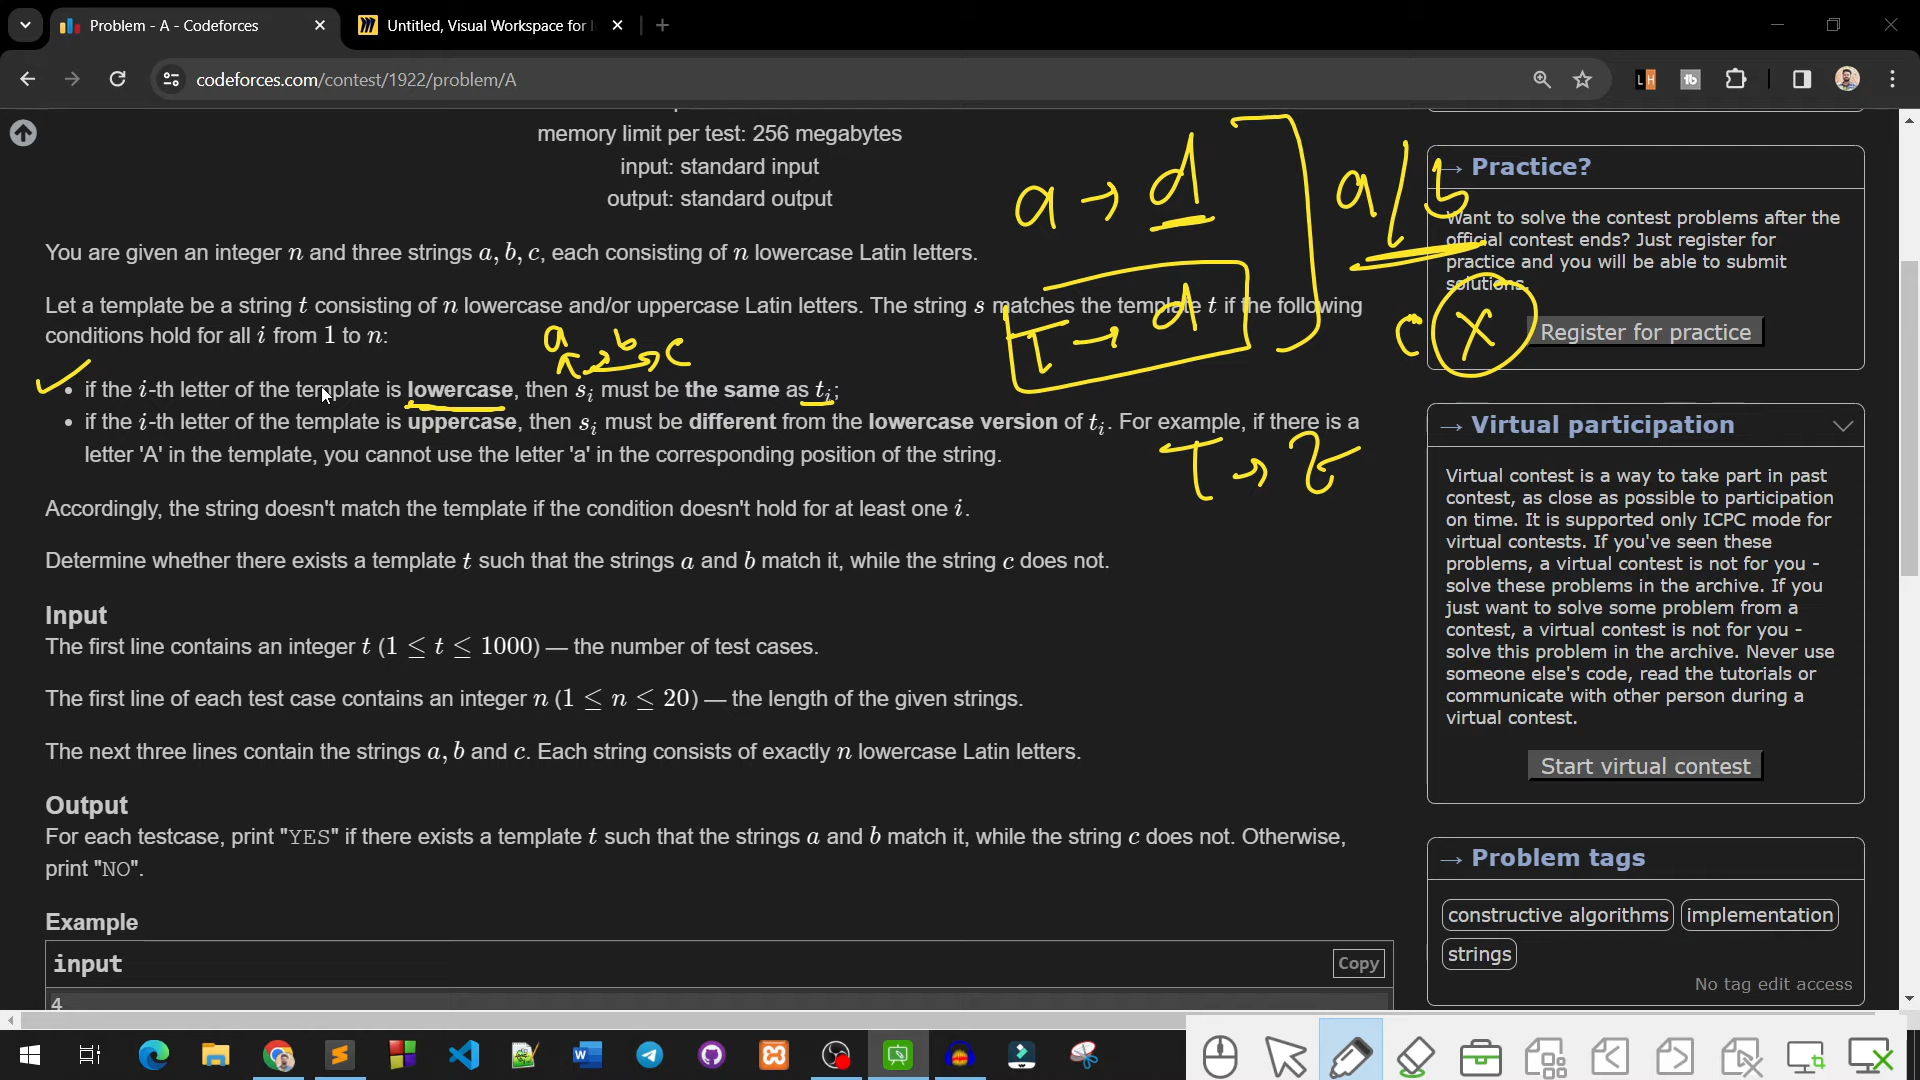 Problem - A - Codeforces
Untitled, Visual Workspace for I
codeforces.com/contest/1922/problem/A
memory limit per test: 256 megabytes
input: standard input
output: standard output
You are given an integer n and three strings a, b, c, each consisting of n lowercase Latin letters.
Let a template be a string t consisting of n lowercase and/or uppercase Latin letters. The string s matches the template t if the following
conditions hold for all i from 1 to n:
a b c
• if the i-th letter of the template is lowercase, then sᵢ must be the same as tᵢ;
• if the i-th letter of the template is uppercase, then sᵢ must be different from the lowercase version of tᵢ. For example, if there is a
letter 'A' in the template, you cannot use the letter 'a' in the corresponding position of the string.
Accordingly, the string doesn't match the template if the condition doesn't hold for at least one i.
Determine whether there exists a template t such that the strings a and b match it, while the string c does not.
Input
The first line contains an integer t (1 ≤ t ≤ 1000) — the number of test cases.
The first line of each test case contains an integer n (1 ≤ n ≤ 20) — the length of the given strings.
The next three lines contain the strings a, b and c. Each string consists of exactly n lowercase Latin letters.
Output
For each testcase, print "YES" if there exists a template t such that the strings a and b match it, while the string c does not. Otherwise,
print "NO".
Example
input
Copy
4
a → d
T → d
a/b
c X
T →
→ Practice?
Want to solve the contest problems after the
official contest ends? Just register for
practice and you will be able to submit
solutions.
Register for practice
→ Virtual participation
Virtual contest is a way to take part in past
contest, as close as possible to participation
on time. It is supported only ICPC mode for
virtual contests. If you've seen these
problems, a virtual contest is not for you -
solve these problems in the archive. If you
just want to solve some problem from a
contest, a virtual contest is not for you -
solve this problem in the archive. Never use
someone else's code, read the tutorials or
communicate with other person during a
virtual contest.
Start virtual contest
→ Problem tags
constructive algorithms
implementation
strings
No tag edit access